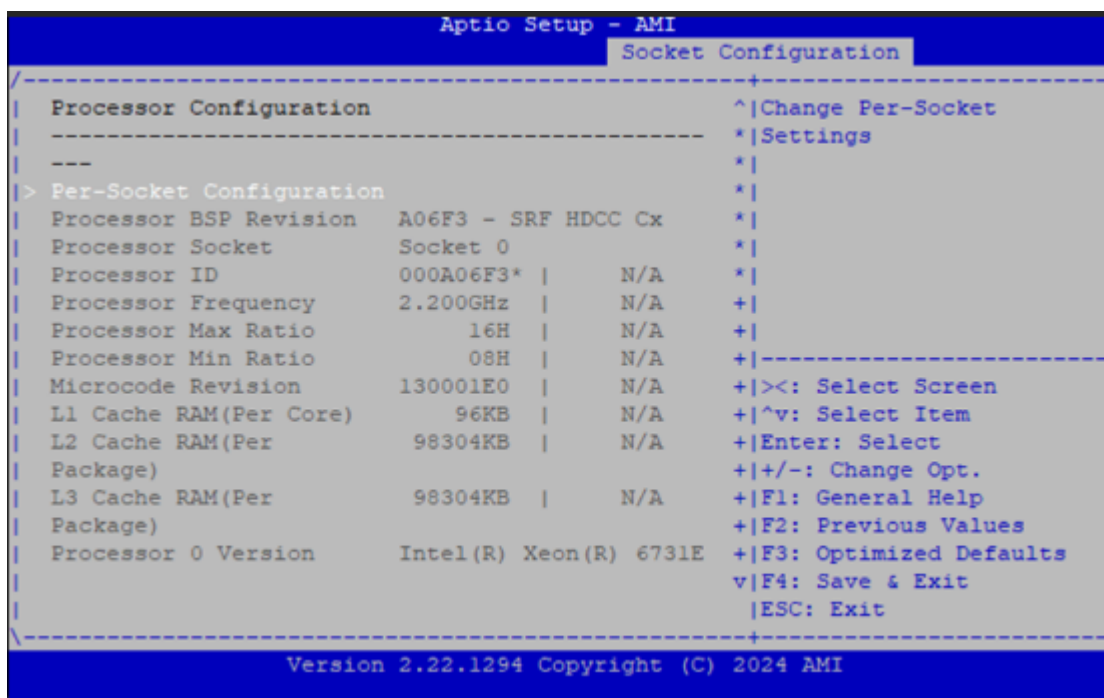 Aptio Setup - AMI
Socket Configuration
/----------------------------------------------------+-------------------------
|  Processor Configuration                          ^|Change Per-Socket
|  -----------------------------------------------  *|Settings
|  ---                                              *|
|> Per-Socket Configuration                         *|
|  Processor BSP Revision   A06F3 - SRF HDCC Cx     *|
|  Processor Socket         Socket 0                *|
|  Processor ID             000A06F3* |     N/A     *|
|  Processor Frequency      2.200GHz  |     N/A     +|
|  Processor Max Ratio           16H  |     N/A     +|
|  Processor Min Ratio           08H  |     N/A     +|-------------------------
|  Microcode Revision       130001E0  |     N/A     +|><: Select Screen
|  L1 Cache RAM(Per Core)       96KB  |     N/A     +|^v: Select Item
|  L2 Cache RAM(Per          98304KB  |     N/A     +|Enter: Select
|  Package)                                         +|+/-: Change Opt.
|  L3 Cache RAM(Per          98304KB  |     N/A     +|F1: General Help
|  Package)                                         +|F2: Previous Values
|  Processor 0 Version      Intel(R) Xeon(R) 6731E  +|F3: Optimized Defaults
|                                                   v|F4: Save & Exit
|                                                    |ESC: Exit
\----------------------------------------------------+-------------------------
Version 2.22.1294 Copyright (C) 2024 AMI